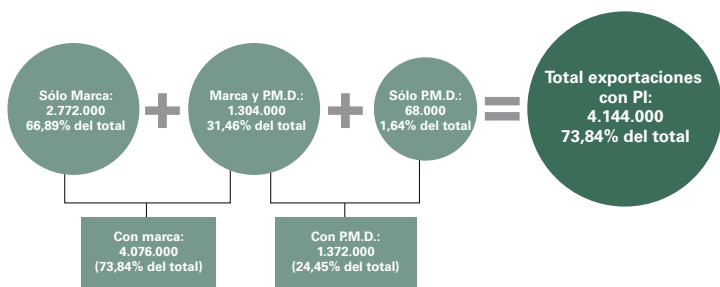 Sólo Marca:
2.772.000
66,89% del total
Marca y P.M.D.:
1.304.000
31,46% del total
Sólo P.M.D.:
68.000
1,64% del total
Total exportaciones
con PI:
4.144.000
73,84% del total
Con marca:
4.076.000
(73,84% del total)
Con P.M.D.:
1.372.000
(24,45% del total)